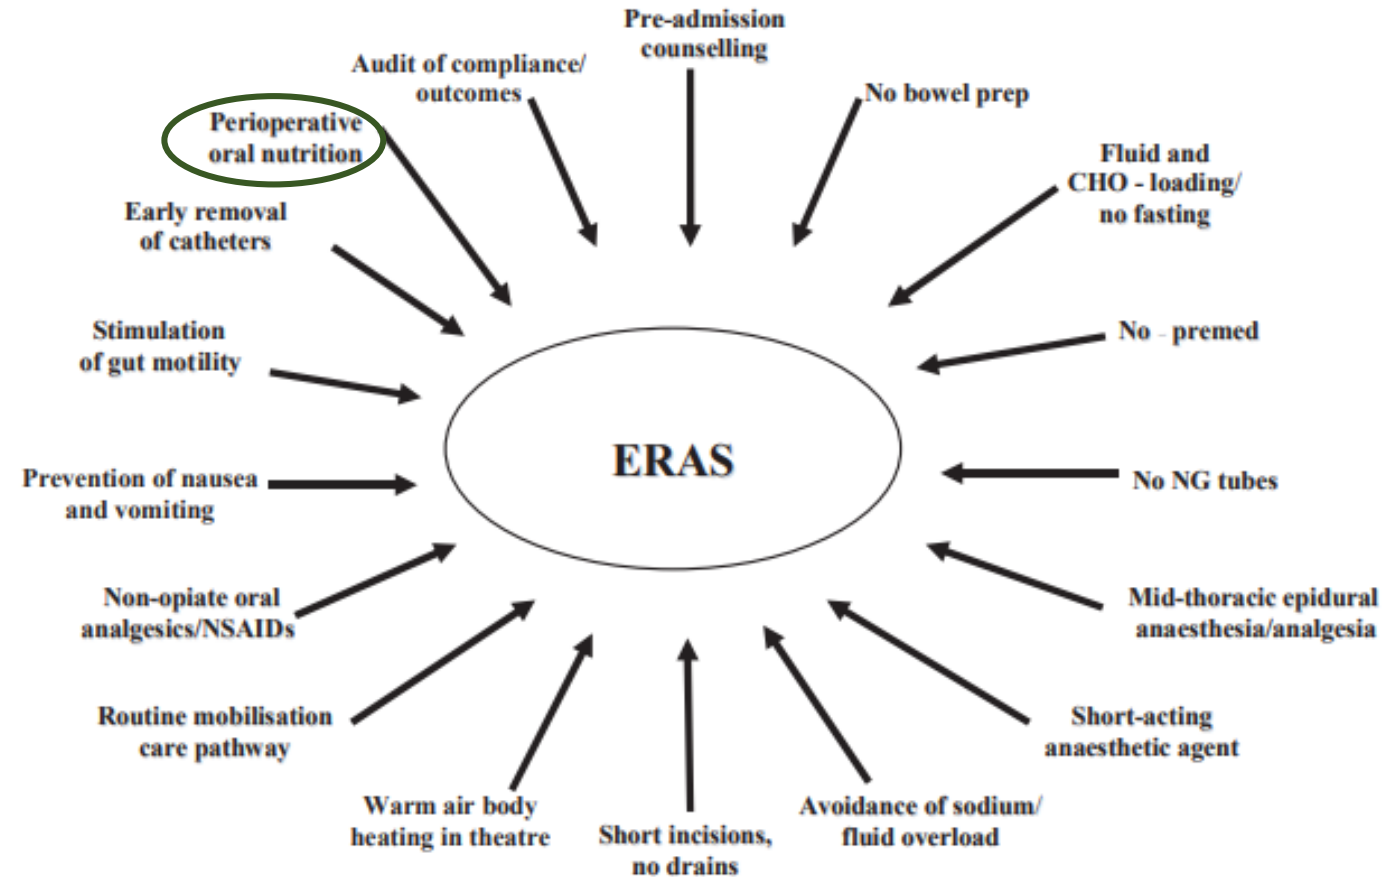 Pre-admission
counselling
Audit of compliance/
outcomes
No bowel prep
Perioperative
oral nutrition
Fluid and
CHO - loading/
no fasting
Early removal
of catheters
Stimulation
of gut motility
No - premed
ERAS
Prevention of nausea
and vomiting
No NG tubes
Non-opiate oral
analgesics/NSAIDs
Mid-thoracic epidural
anaesthesia/analgesia
Routine mobilisation
care pathway
Short-acting
anaesthetic agent
Warm air body
heating in theatre
Short incisions,
no drains
Avoidance of sodium/
fluid overload